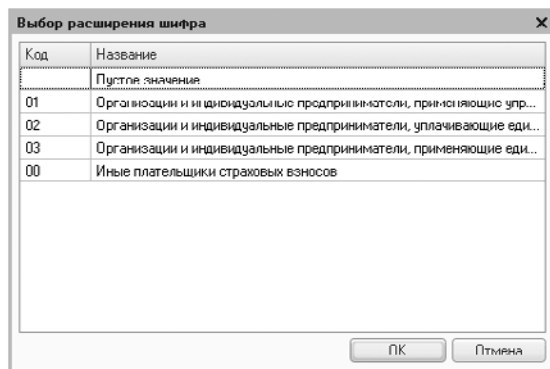 Выбор расширения шифра
Код Название
Пустое значение
01 Организации и индивидуальные предприниматели, применяющие упр...
02 Организации и индивидуальные предприниматели, уплачивающие еди...
03 Организации и индивидуальные предприниматели, применяющие еди...
00 Иные плательщики страховых взносов
OK Отмена